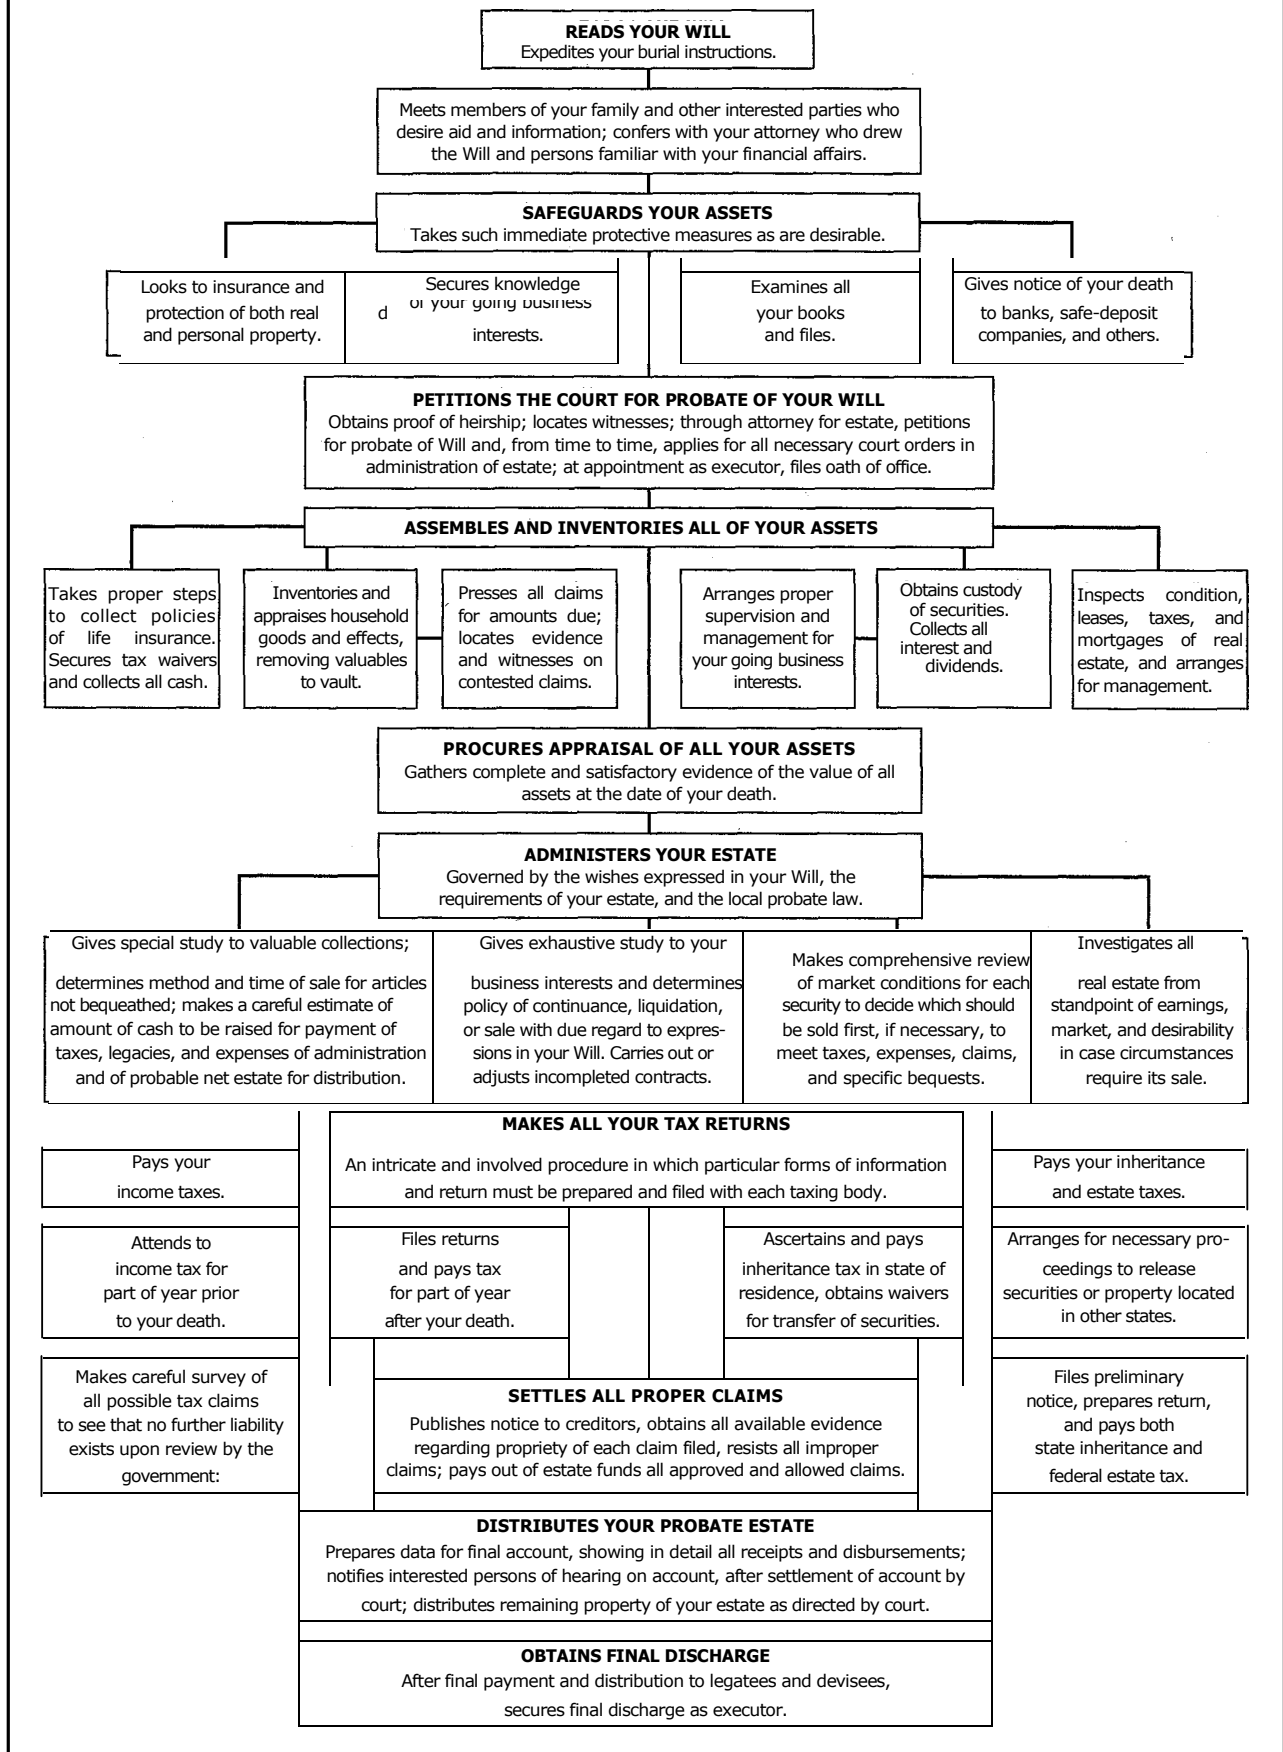 READS YOUR WILL
Expedites your burial instructions.
Meets members of your family and other interested parties who
desire aid and information; confers with your attorney who drew
the Will and persons familiar with your financial affairs.
SAFEGUARDS YOUR ASSETS
Takes such immediate protective measures as are desirable.
Looks to insurance and
protection of both real
and personal property.
Secures knowledge
d of your going business
interests.
Examines all
your books
and files.
Gives notice of your death
to banks, safe-deposit
companies, and others.
PETITIONS THE COURT FOR PROBATE OF YOUR WILL
Obtains proof of heirship; locates witnesses; through attorney for estate, petitions
for probate of Will and, from time to time, applies for all necessary court orders in
administration of estate; at appointment as executor, files oath of office.
ASSEMBLES AND INVENTORIES ALL OF YOUR ASSETS
Takes proper steps
to collect policies
of life insurance.
Secures tax waivers
and collects all cash.
Inventories and
appraises household
goods and effects,
removing valuables
to vault.
Presses all claims
for amounts due;
locates evidence
and witnesses on
contested claims.
Arranges proper
supervision and
management for
your going business
interests.
Obtains custody
of securities.
Collects all
interest and
dividends.
Inspects condition,
leases, taxes, and
mortgages of real
estate, and arranges
for management.
PROCURES APPRAISAL OF ALL YOUR ASSETS
Gathers complete and satisfactory evidence of the value of all
assets at the date of your death.
ADMINISTERS YOUR ESTATE
Governed by the wishes expressed in your Will, the
requirements of your estate, and the local probate law.
Gives special study to valuable collections;
determines method and time of sale for articles
not bequeathed; makes a careful estimate of
amount of cash to be raised for payment of
taxes, legacies, and expenses of administration
and of probable net estate for distribution.
Gives exhaustive study to your
business interests and determines
policy of continuance, liquidation,
or sale with due regard to expres-
sions in your Will. Carries out or
adjusts incompleted contracts.
Makes comprehensive review
of market conditions for each
security to decide which should
be sold first, if necessary, to
meet taxes, expenses, claims,
and specific bequests.
Investigates all
real estate from
standpoint of earnings,
market, and desirability
in case circumstances
require its sale.
MAKES ALL YOUR TAX RETURNS
An intricate and involved procedure in which particular forms of information
and return must be prepared and filed with each taxing body.
Pays your
income taxes.
Pays your inheritance
and estate taxes.
Attends to
income tax for
part of year prior
to your death.
Files returns
and pays tax
for part of year
after your death.
Ascertains and pays
inheritance tax in state of
residence, obtains waivers
for transfer of securities.
Arranges for necessary pro-
ceedings to release
securities or property located
in other states.
Makes careful survey of
all possible tax claims
to see that no further liability
exists upon review by the
government:
SETTLES ALL PROPER CLAIMS
Publishes notice to creditors, obtains all available evidence
regarding propriety of each claim filed, resists all improper
claims; pays out of estate funds all approved and allowed claims.
Files preliminary
notice, prepares return,
and pays both
state inheritance and
federal estate tax.
DISTRIBUTES YOUR PROBATE ESTATE
Prepares data for final account, showing in detail all receipts and disbursements;
notifies interested persons of hearing on account, after settlement of account by
court; distributes remaining property of your estate as directed by court.
OBTAINS FINAL DISCHARGE
After final payment and distribution to legatees and devisees,
secures final discharge as executor.